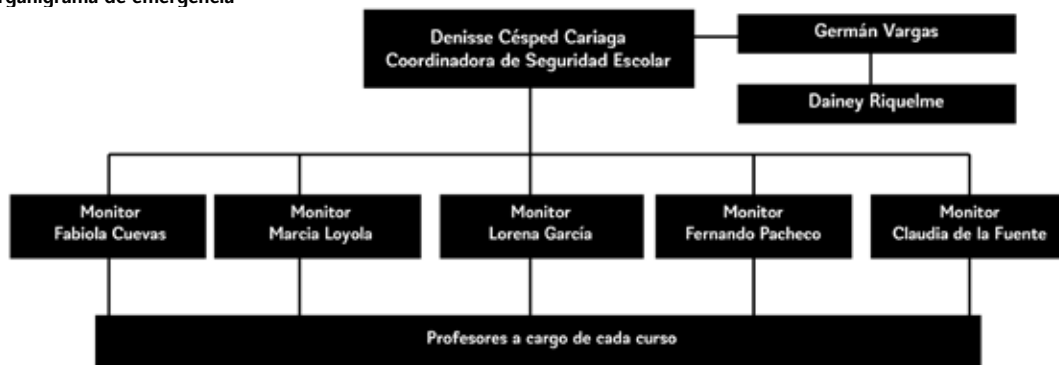 Organigrama de emergencia
Denisse Césped Cariaga
Coordinadora de Seguridad Escolar
Germán Vargas
Dainey Riquelme
Monitor
Fabiola Cuevas
Monitor
Marcia Loyola
Monitor
Lorena García
Monitor
Fernando Pacheco
Monitor
Claudia de la Fuente
Profesores a cargo de cada curso